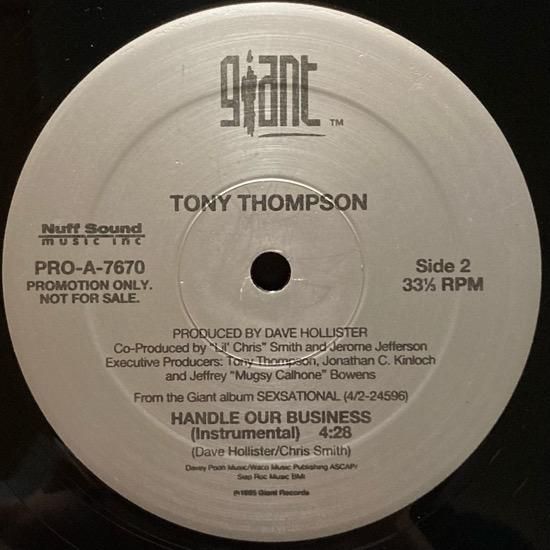 giant ™
TONY THOMPSON
Nuff Sound
music inc
PRO-A-7670
PROMOTION ONLY.
NOT FOR SALE.
Side 2
33⅓ RPM
PRODUCED BY DAVE HOLLISTER
Co-Produced by "Lil' Chris" Smith and Jerome Jefferson
Executive Producers: Tony Thompson, Jonathan C. Kinloch
and Jeffrey "Mugsy Calhone" Bowens
From the Giant album SEXSATIONAL (4/2-24596)
HANDLE OUR BUSINESS
(Instrumental) 4:28
(Dave Hollister/Chris Smith)
Davey Pooh Music/Waco Music Publishing ASCAP/
Slap Roc Music BMI
℗1995 Giant Records